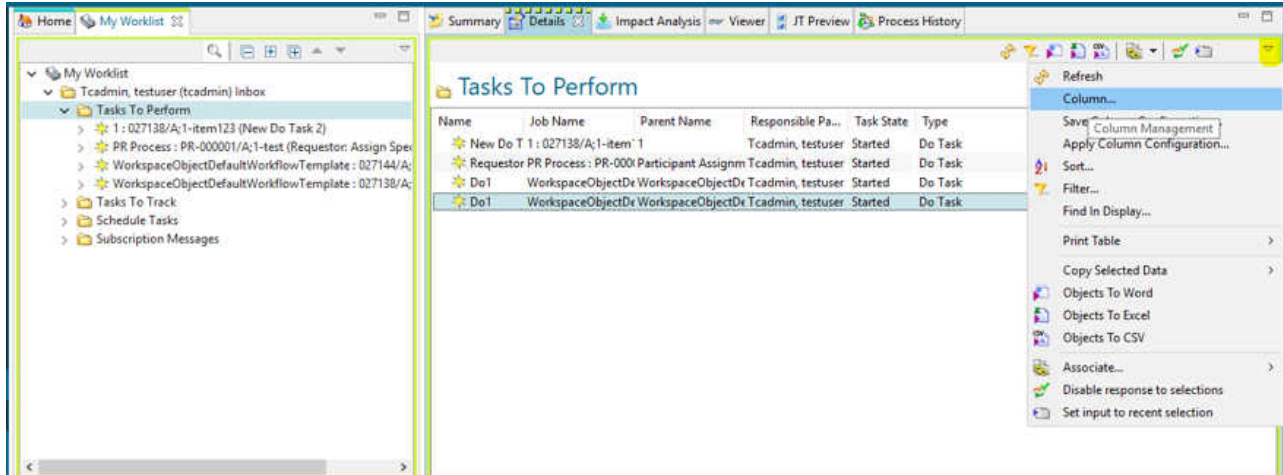 Home My Worklist
Summary Details Impact Analysis Viewer JT Preview Process History
My Worklist
Tcadmin, testuser (tcadmin) Inbox
Tasks To Perform
1 : 027138/A;1-item123 (New Do Task 2)
PR Process : PR-000001/A;1-test (Requestor: Assign Spec
WorkspaceObjectDefaultWorkflowTemplate : 027144/A;
WorkspaceObjectDefaultWorkflowTemplate : 027138/A;
Tasks To Track
Schedule Tasks
Subscription Messages
Tasks To Perform
Name Job Name Parent Name Responsible Pa... Task State Type
New Do T 1 : 027138/A;1-item 1 Tcadmin, testuser Started Do Task
Requestor PR Process : PR-000 Participant Assignm Tcadmin, testuser Started Do Task
Do1 WorkspaceObjectDe WorkspaceObjectDe Tcadmin, testuser Started Do Task
Do1 WorkspaceObjectDe WorkspaceObjectDe Tcadmin, testuser Started Do Task
Refresh
Column...
Save
Column Management
Apply Column Configuration...
Sort...
Filter...
Find In Display...
Print Table
Copy Selected Data
Objects To Word
Objects To Excel
Objects To CSV
Associate...
Disable response to selections
Set input to recent selection